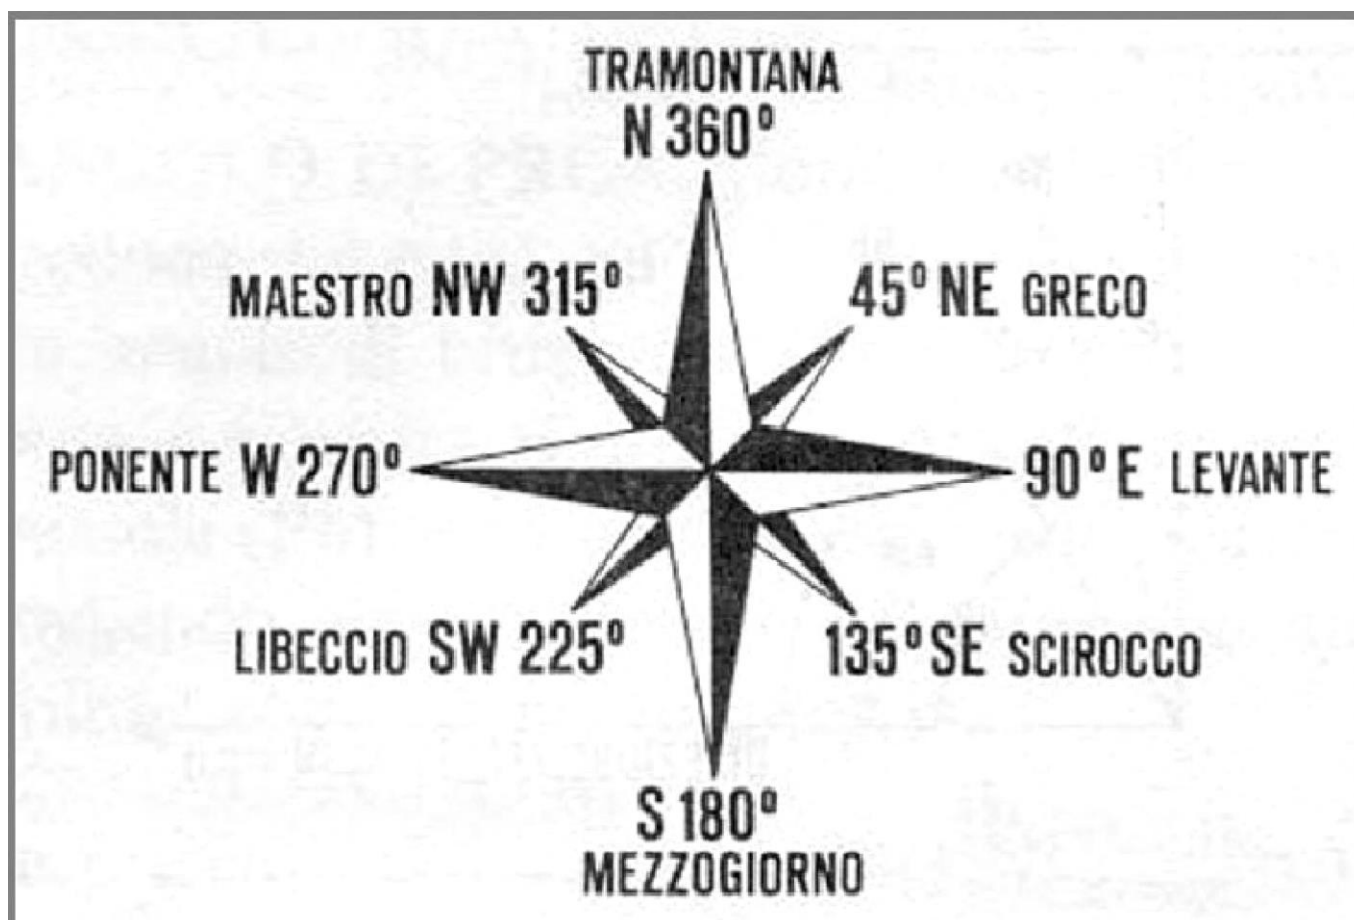 TRAMONTANA
N 360°
MAESTRO NW 315°
45° NE GRECO
PONENTE W 270°
90° E LEVANTE
LIBECCIO SW 225°
135° SE SCIROCCO
S 180°
MEZZOGIORNO